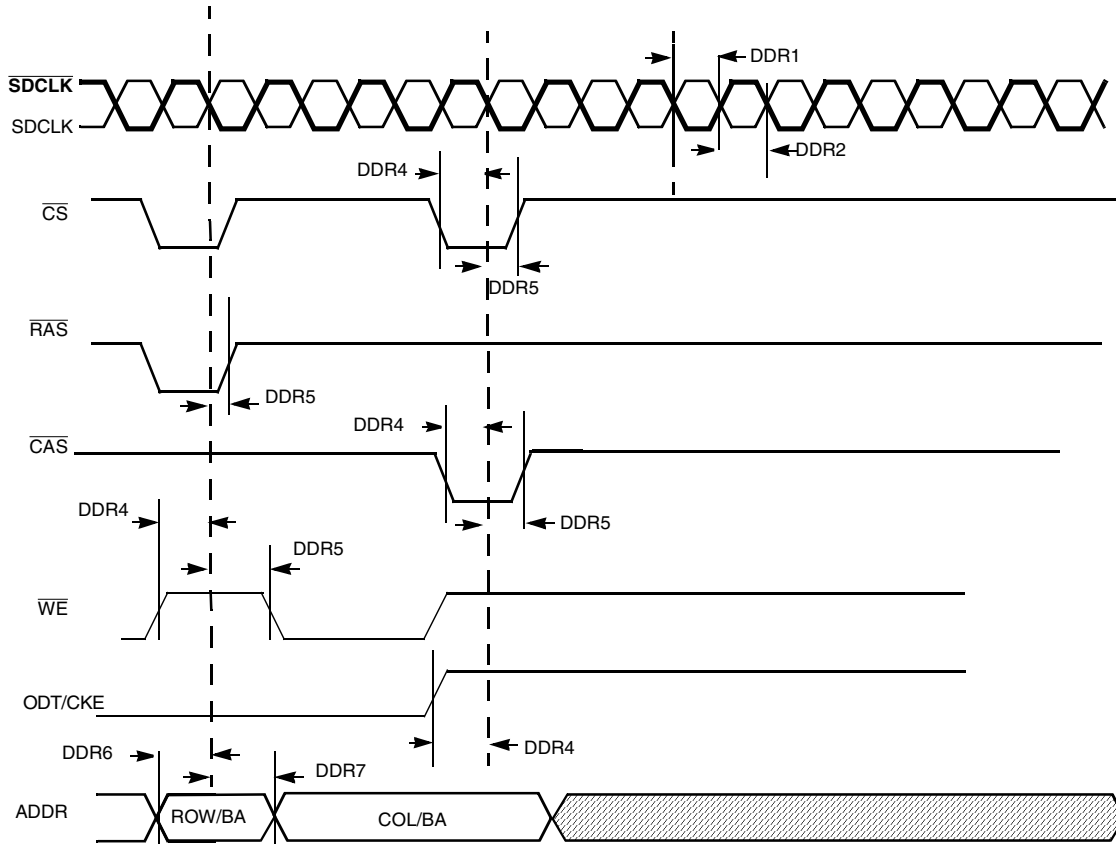 DDR1
SDCLK
SDCLK
DDR2
DDR4
CS
DDR5
RAS
DDR5
DDR4
CAS
DDR4
DDR5
DDR5
WE
ODT/CKE
DDR4
DDR6
DDR7
ADDR
ROW/BA
COL/BA